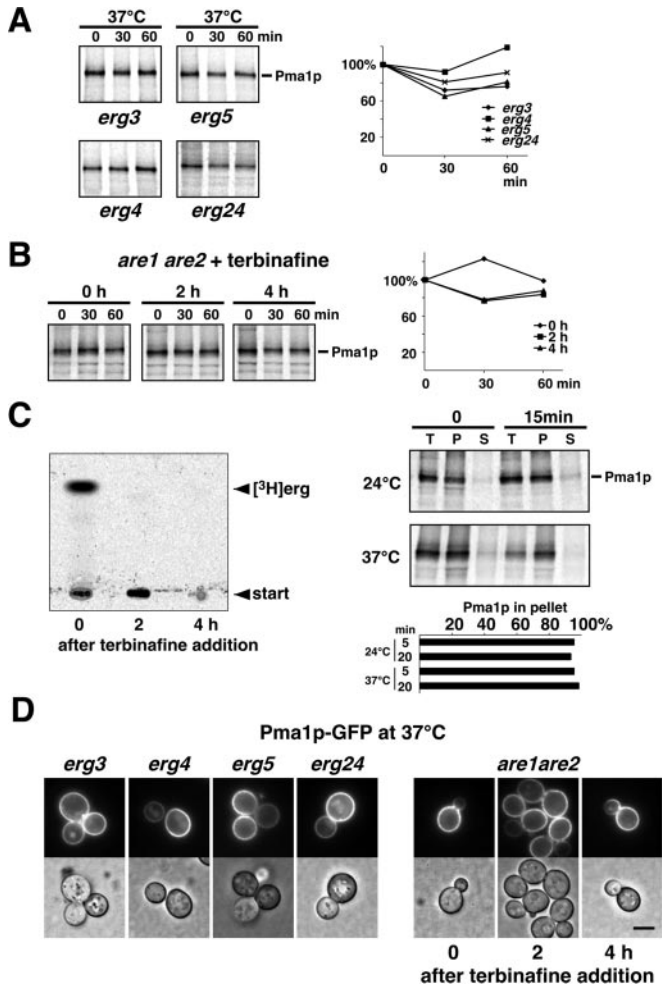 A
37°C 37°C
0 30 60 min 0 30 60 min
Pma1p
erg3 erg5
erg4 erg24
100%
80
60
40
20
0 30 60
min
erg3
erg4
erg5
erg24
B
are1 are2 + terbinafine
0 h 2 h 4 h
0 30 60 0 30 60 0 30 60 min
Pma1p
100%
80
60
40
20
0 30 60 min
0 h
2 h
4 h
C
[³H]erg
start
0 2 4 h
after terbinafine addition
0 15min
T P S T P S
24°C
Pma1p
37°C
Pma1p in pellet
min 20 40 60 80 100%
24°C 5
20
37°C 5
20
D
Pma1p-GFP at 37°C
erg3 erg4 erg5 erg24 are1are2
0 2 4 h
after terbinafine addition